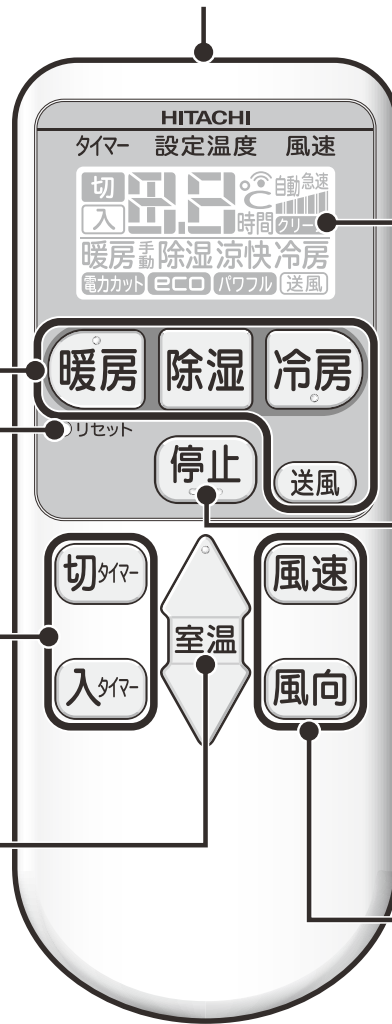 HITACHI
タイマー 設定温度 風速
切 8.8 ℃ 自動 急速
入 時間 クリーン
暖房 手動 除湿 涼快 冷房
電力カット eco パワフル 送風
暖房 除湿 冷房
リセット
停止 送風
切タイマー 風速
室温
入タイマー 風向